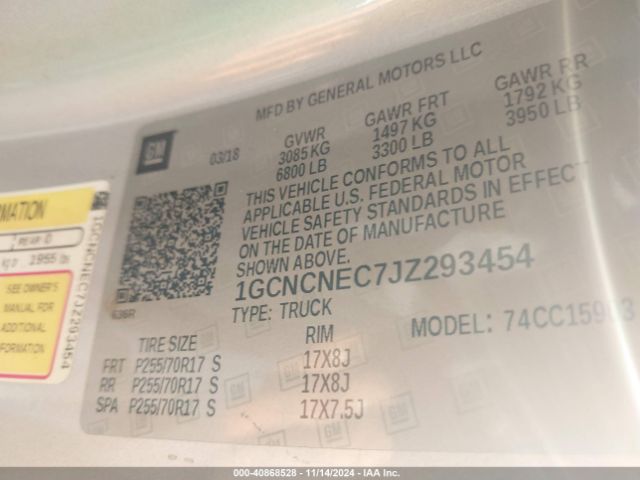 MFD BY GENERAL MOTORS LLC
GM
03/18
GVWR GAWR FRT GAWR RR
3085 KG 1497 KG 1792 KG
6800 LB 3300 LB 3950 LB
THIS VEHICLE CONFORMS TO ALL
APPLICABLE U.S. FEDERAL MOTOR
VEHICLE SAFETY STANDARDS IN EFFECT
ON THE DATE OF MANUFACTURE
SHOWN ABOVE.
1GCNCNEC7JZ293454
TYPE: TRUCK
MODEL:
TIRE SIZE RIM
FRT P255/70R17 S 17X8J
RR P255/70R17 S 17X8J
SPA P255/70R17 S 17X7.5J
SEE OWNER'S
MANUAL FOR
ADDITIONAL
1GCNCNEC7JZ293454
000-40868528 - 11/14/2024 - IAA Inc.